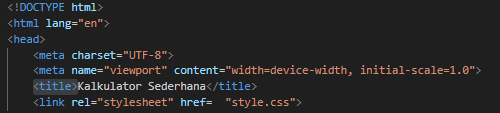 <!DOCTYPE html>
<html lang="en">
<head>
    <meta charset="UTF-8">
    <meta name="viewport" content="width=device-width, initial-scale=1.0">
    <title>Kalkulator Sederhana</title>
    <link rel="stylesheet" href=  "style.css">